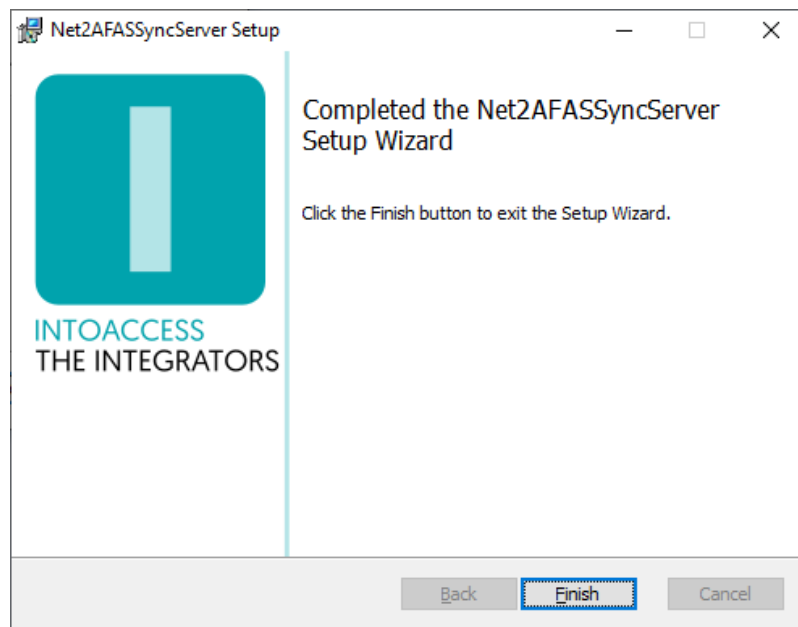 Net2AFASSyncServer Setup
Completed the Net2AFASSyncServer
Setup Wizard
Click the Finish button to exit the Setup Wizard.
INTOACCESS
THE INTEGRATORS
Back
Finish
Cancel